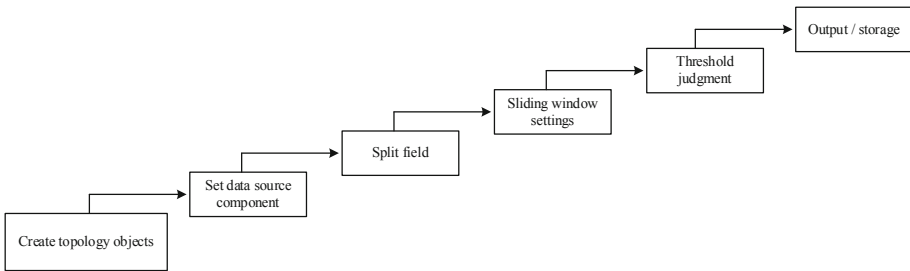 Create topology objects
Set data source
component
Split field
Sliding window
settings
Threshold
judgment
Output / storage